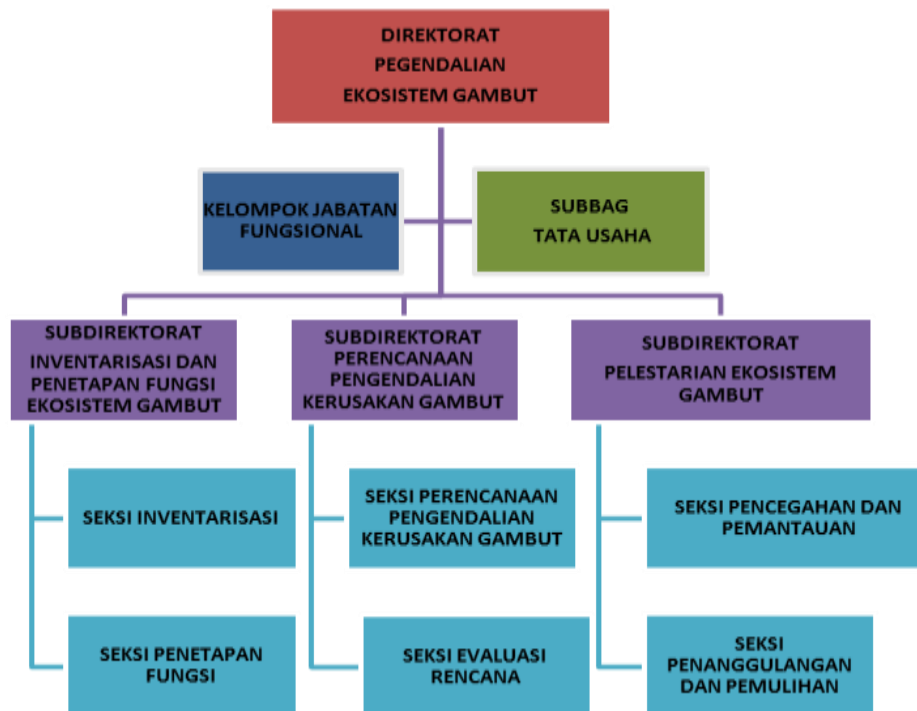 DIREKTORAT
PEGENDALIAN
EKOSISTEM GAMBUT
KELOMPOK JABATAN
FUNGSIONAL
SUBBAG
TATA USAHA
SUBDIREKTORAT
INVENTARISASI DAN
PENETAPAN FUNGSI
EKOSISTEM GAMBUT
SUBDIREKTORAT
PERENCANAAN
PENGENDALIAN
KERUSAKAN GAMBUT
SUBDIREKTORAT
PELESTARIAN EKOSISTEM
GAMBUT
SEKSI INVENTARISASI
SEKSI PERENCANAAN
PENGENDALIAN
KERUSAKAN GAMBUT
SEKSI PENCEGAHAN DAN
PEMANTAUAN
SEKSI PENETAPAN
FUNGSI
SEKSI EVALUASI
RENCANA
SEKSI
PENANGGULANGAN
DAN PEMULIHAN